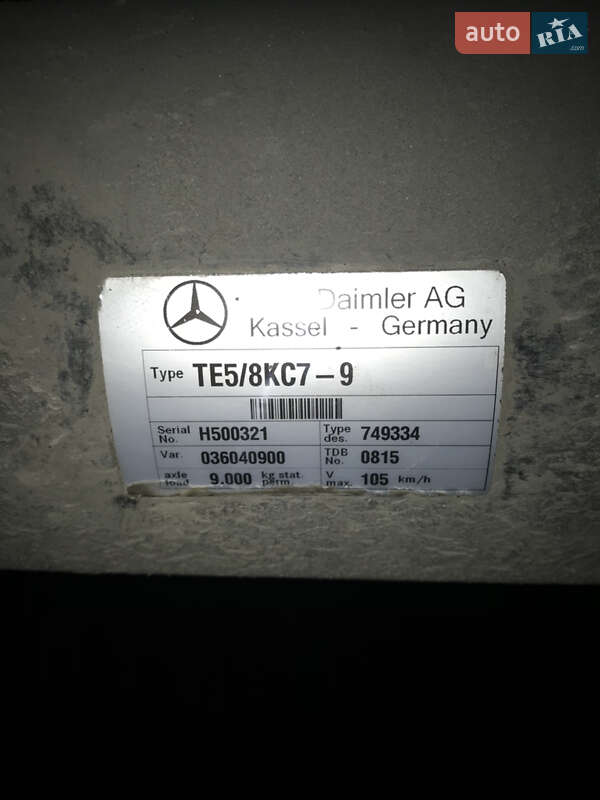 auto RIA
.com
Daimler AG
Kassel - Germany
Type TE5/8KC7-9
Serial No. H500321 Type des. 749334
Var. 036040900 TDB No. 0815
axle load 9.000 kg stat. perm. V max. 105 km/h